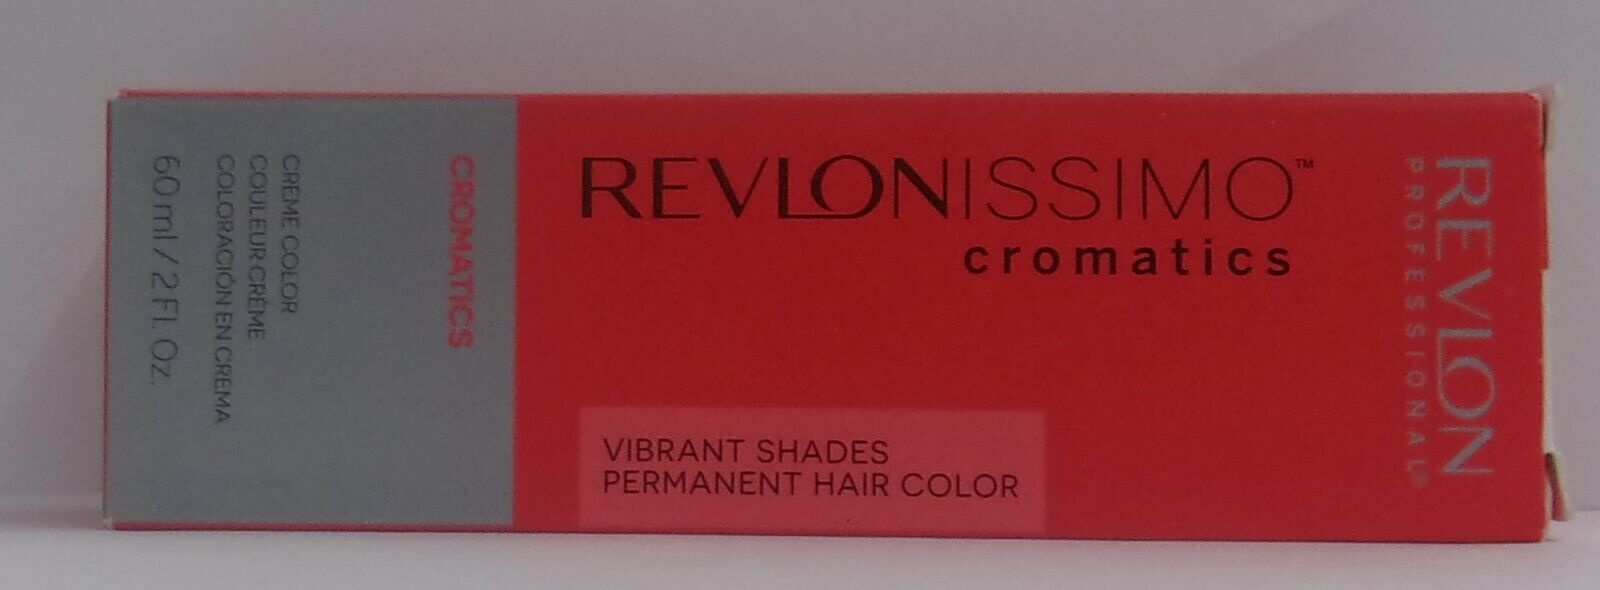 REVLONISSIMO™
cromatics
VIBRANT SHADES
PERMANENT HAIR COLOR
REVLON
PROFESSIONAL®
CROMATICS
CREME COLOR
COULEUR CRÈME
COLORACIÓN EN CREMA
60 ml / 2 Fl. Oz.